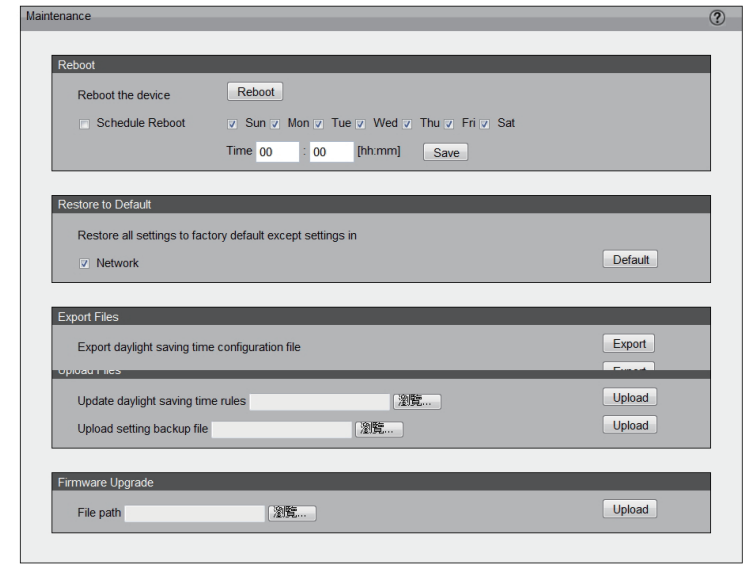 Maintenance ?
Reboot
Reboot the device Reboot
Schedule Reboot Sun Mon Tue Wed Thu Fri Sat
Time 00 : 00 [hh:mm] Save
Restore to Default
Restore all settings to factory default except settings in
Network Default
Export Files
Export daylight saving time configuration file Export
Export
Upload Files
Update daylight saving time rules 瀏覽... Upload
Upload setting backup file 瀏覽... Upload
Firmware Upgrade
File path 瀏覽... Upload